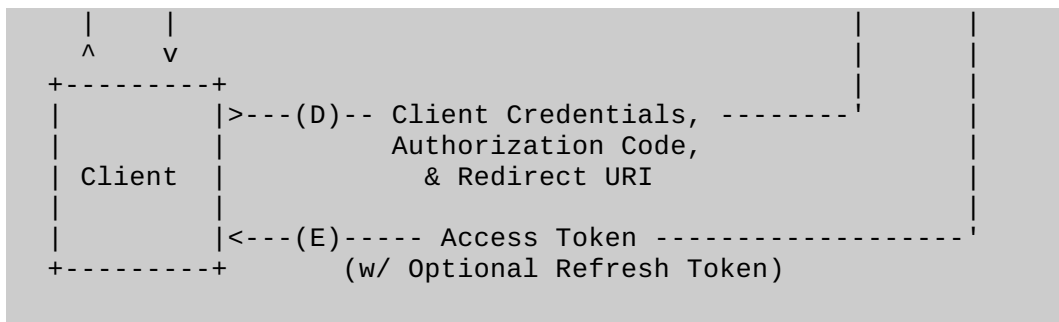 |    |                                         |      |
^    v                                         |      |
+---------+                                      |      |
|         |>---(D)-- Client Credentials, --------'      |
|         |          Authorization Code,                |
| Client  |            & Redirect URI                   |
|         |                                             |
|         |<---(E)----- Access Token -------------------'
+---------+       (w/ Optional Refresh Token)